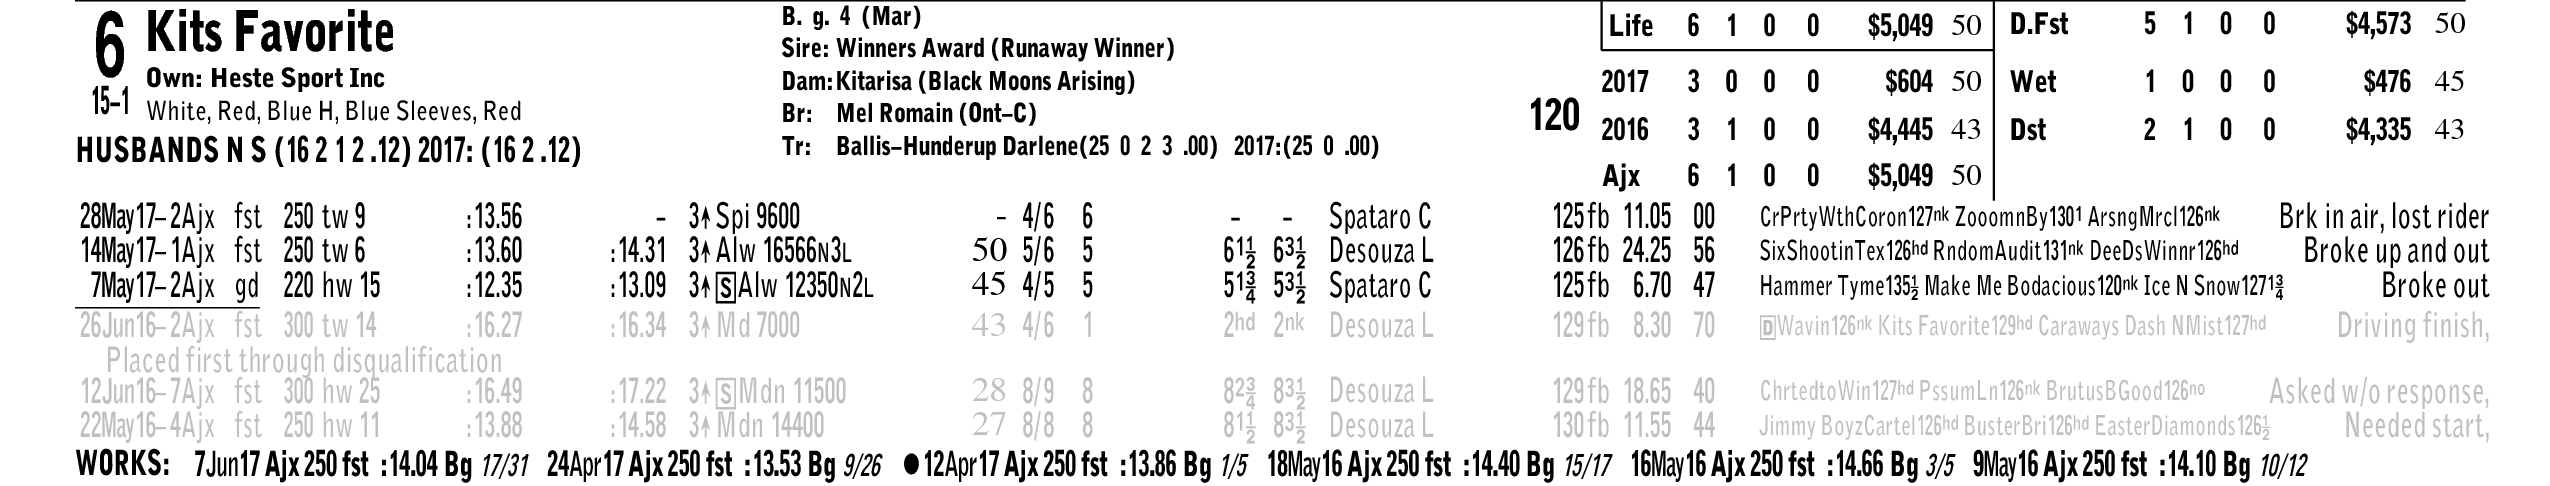 6 Kits Favorite
Own: Heste Sport Inc
15–1 White, Red, Blue H, Blue Sleeves, Red
HUSBANDS N S (16 2 1 2 .12) 2017: (16 2 .12)
B. g. 4 (Mar)
Sire: Winners Award (Runaway Winner)
Dam: Kitarisa (Black Moons Arising)
Br: Mel Romain (Ont–C)
Tr: Ballis–Hunderup Darlene(25 0 2 3 .00) 2017:(25 0 .00)
120
Life 6 1 0 0 $5,049 50 D.Fst 5 1 0 0 $4,573 50
2017 3 0 0 0 $604 50 Wet 1 0 0 0 $476 45
2016 3 1 0 0 $4,445 43 Dst 2 1 0 0 $4,335 43
Ajx 6 1 0 0 $5,049 50
28May17–2Ajx fst 250 tw 9 :13.56 – 3↑ Spi 9600 – 4/6 6 – – Spataro C 125 fb 11.05 00 CrPrtyWthCoron127nk ZooomnBy1301 ArsngMrcl126nk Brk in air, lost rider
14May17–1Ajx fst 250 tw 6 :13.60 :14.31 3↑ Alw 16566N3L 50 5/6 5 61½ 63½ Desouza L 126 fb 24.25 56 SixShootinTex126hd RndomAudit131nk DeeDsWinnr126hd Broke up and out
7May17–2Ajx gd 220 hw 15 :12.35 :13.09 3↑ S Alw 12350N2L 45 4/5 5 51¾ 53½ Spataro C 125 fb 6.70 47 Hammer Tyme135½ Make Me Bodacious120nk Ice N Snow1271¾ Broke out
26Jun16–2Ajx fst 300 tw 14 :16.27 :16.34 3↑ Md 7000 43 4/6 1 2hd 2nk Desouza L 129 fb 8.30 70 D Wavin126nk Kits Favorite129hd Caraways Dash NMist127hd Driving finish,
Placed first through disqualification
12Jun16–7Ajx fst 300 hw 25 :16.49 :17.22 3↑ S Mdn 11500 28 8/9 8 82¾ 83½ Desouza L 129 fb 18.65 40 ChrtedtoWin127hd PssumLn126nk BrutusBGood126no Asked w/o response,
22May16–4Ajx fst 250 hw 11 :13.88 :14.58 3↑ Mdn 14400 27 8/8 8 81½ 83½ Desouza L 130 fb 11.55 44 Jimmy BoyzCartel126hd BusterBri126hd EasterDiamonds126½ Needed start,
WORKS: 7Jun17 Ajx 250 fst :14.04 Bg 17/31 24Apr17 Ajx 250 fst :13.53 Bg 9/26 ●12Apr17 Ajx 250 fst :13.86 Bg 1/5 18May16 Ajx 250 fst :14.40 Bg 15/17 16May16 Ajx 250 fst :14.66 Bg 3/5 9May16 Ajx 250 fst :14.10 Bg 10/12